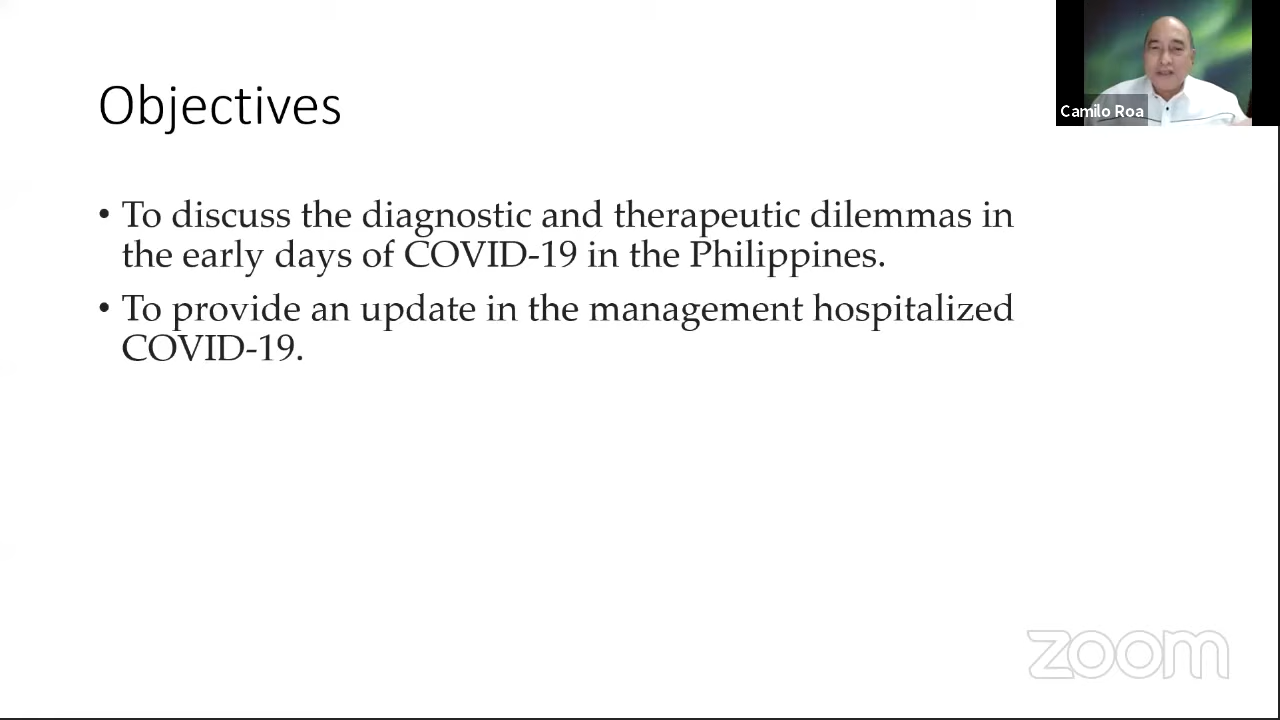 Objectives
Camilo Roa
• To discuss the diagnostic and therapeutic dilemmas in
the early days of COVID-19 in the Philippines.
• To provide an update in the management hospitalized
COVID-19.
zoom